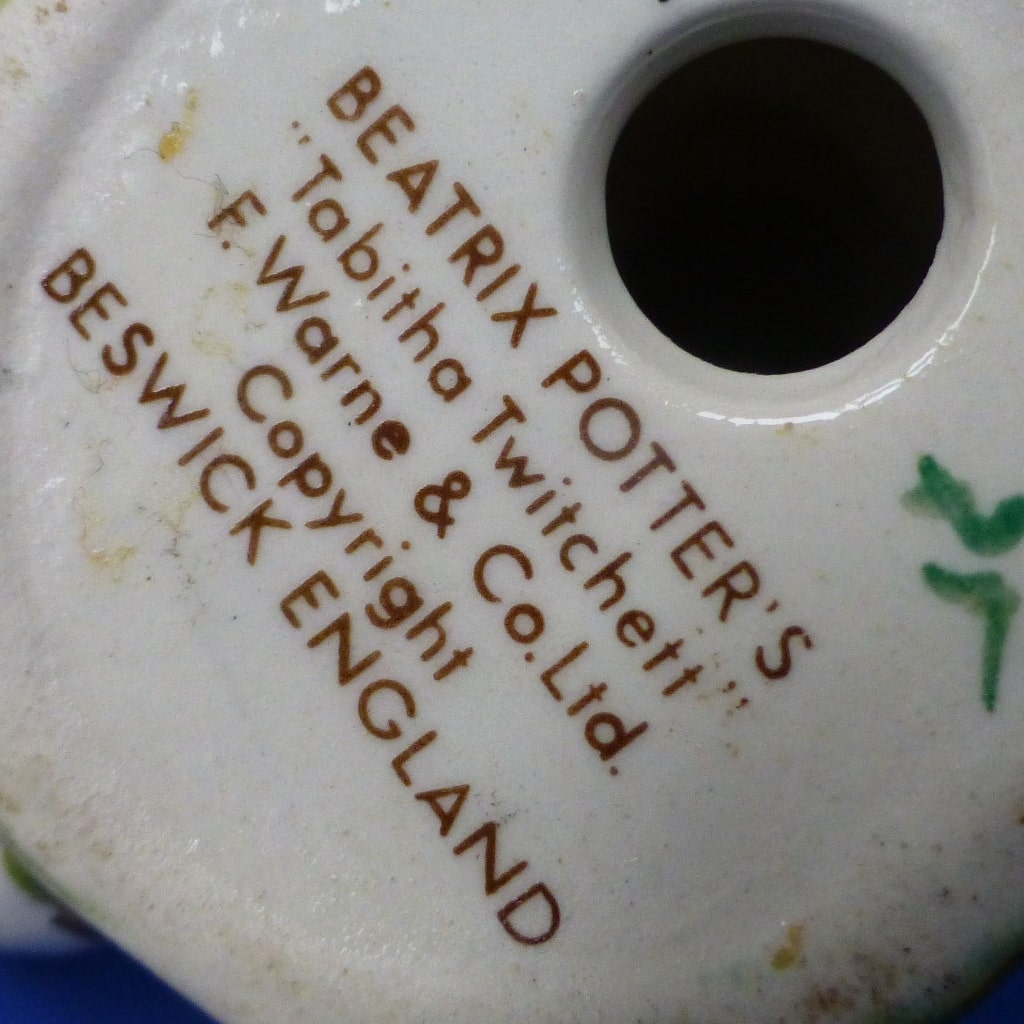 BEATRIX POTTER'S
"Tabitha Twitchett"
F. Warne & Co. Ltd.
Copyright
BESWICK ENGLAND